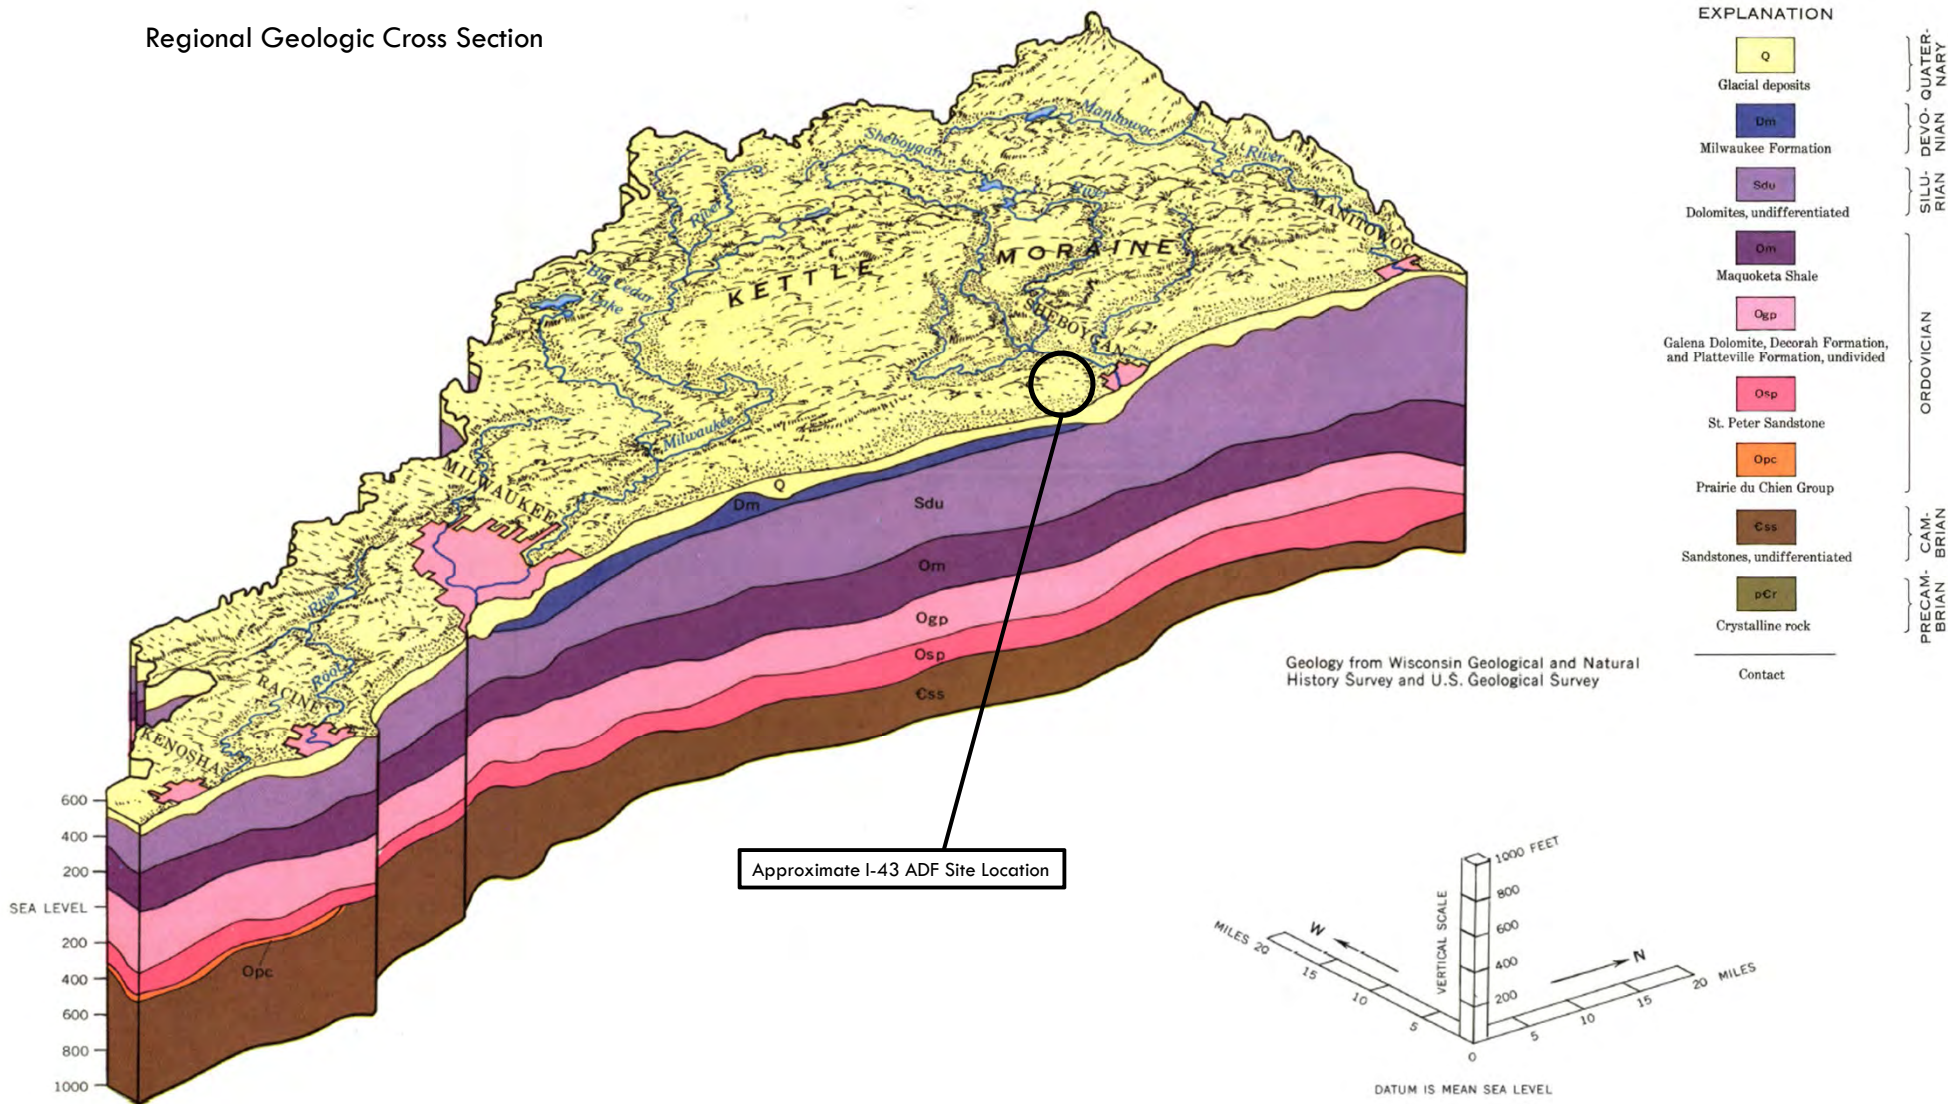 Regional Geologic Cross Section
EXPLANATION
Q
Glacial deposits
QUATER-
NARY
Dm
Milwaukee Formation
DEVO-
NIAN
Sdu
Dolomites, undifferentiated
SILU-
RIAN
Om
Maquoketa Shale
Ogp
Galena Dolomite, Decorah Formation,
and Platteville Formation, undivided
Osp
St. Peter Sandstone
Opc
Prairie du Chien Group
ORDOVICIAN
Єss
Sandstones, undifferentiated
CAM-
BRIAN
pЄr
Crystalline rock
PRECAM-
BRIAN
Contact
Manitowoc
River
MANITOWOC
Sheboygan
River
River
KETTLE
MORAINE
Big Cedar
Lake
SHEBOYGAN
Milwaukee
MILWAUKEE
Q
Dm
Sdu
Om
Ogp
Osp
Єss
River
Root
RACINE
KENOSHA
Opc
600
400
200
SEA LEVEL
200
400
600
800
1000
Approximate I-43 ADF Site Location
Geology from Wisconsin Geological and Natural
History Survey and U.S. Geological Survey
1000 FEET
800
600
400
200
VERTICAL SCALE
W
N
MILES 20
15
10
5
0
5
10
15
20 MILES
DATUM IS MEAN SEA LEVEL